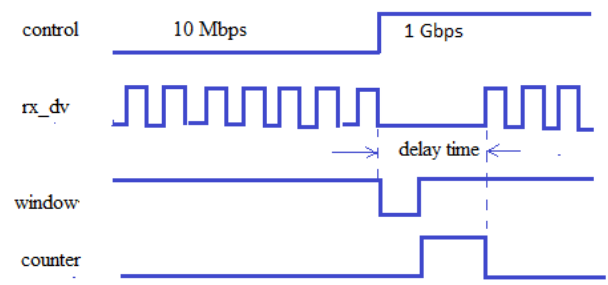 control 10 Mbps 1 Gbps
rx_dv
delay time
window
counter